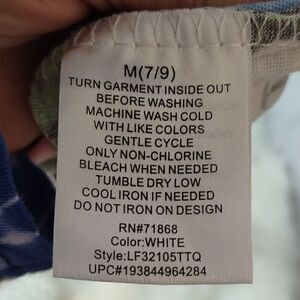 M(7/9)
TURN GARMENT INSIDE OUT
BEFORE WASHING
MACHINE WASH COLD
WITH LIKE COLORS
GENTLE CYCLE
ONLY NON-CHLORINE
BLEACH WHEN NEEDED
TUMBLE DRY LOW
COOL IRON IF NEEDED
DO NOT IRON ON DESIGN
RN#71868
Color:WHITE
Style:LF32105TTQ
UPC#193844964284